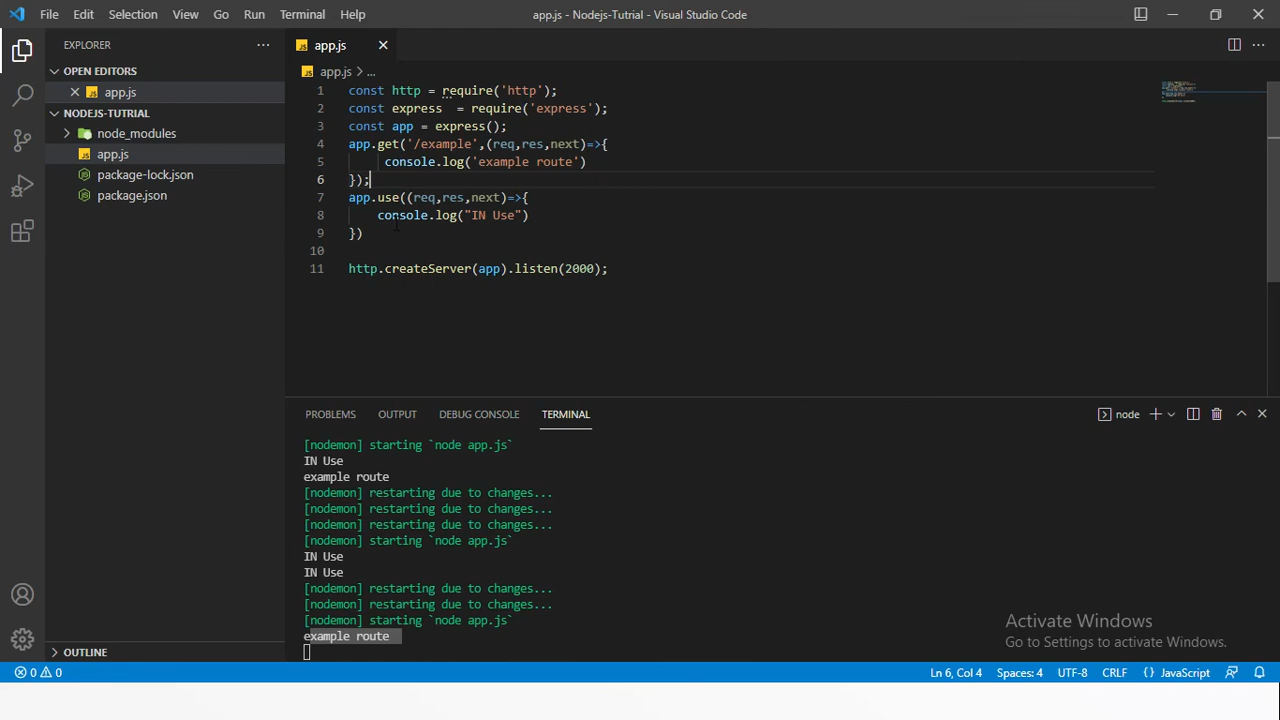 File Edit Selection View Go Run Terminal Help app.js - Nodejs-Tutrial - Visual Studio Code
EXPLORER ...
app.js
OPEN EDITORS
app.js > ...
JS app.js
NODEJS-TUTRIAL
node_modules
JS app.js
package-lock.json
package.json
1 const http = require('http');
2 const express  = require('express');
3 const app = express();
4 app.get('/example',(req,res,next)=>{
5 console.log('example route')
6 });
7 app.use((req,res,next)=>{
8 console.log("IN Use")
9 })
10
11 http.createServer(app).listen(2000);
PROBLEMS OUTPUT DEBUG CONSOLE TERMINAL node
[nodemon] starting `node app.js`
IN Use
example route
[nodemon] restarting due to changes...
[nodemon] restarting due to changes...
[nodemon] restarting due to changes...
[nodemon] starting `node app.js`
IN Use
IN Use
[nodemon] restarting due to changes...
[nodemon] restarting due to changes...
[nodemon] starting `node app.js`
example route
Activate Windows
Go to Settings to activate Windows.
OUTLINE
0 0 Ln 6, Col 4 Spaces: 4 UTF-8 CRLF {} JavaScript